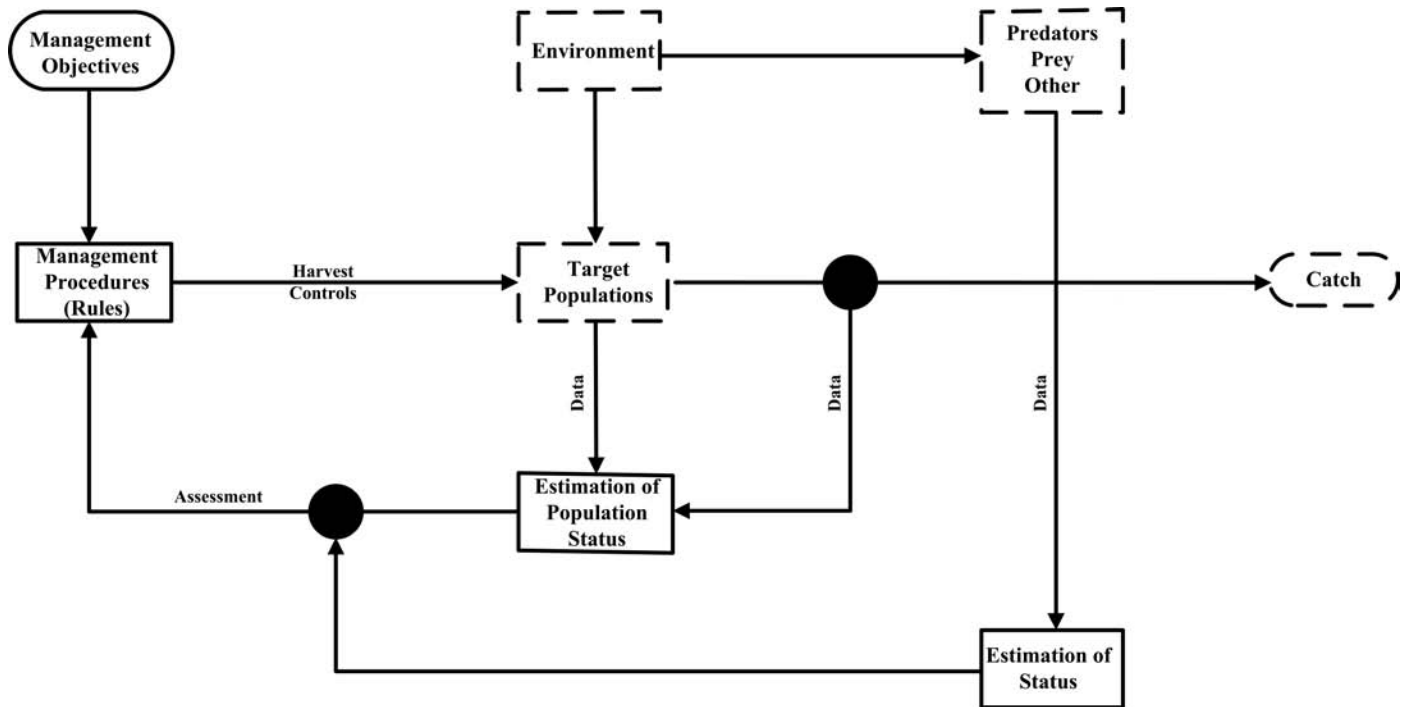 Management
Objectives
Environment
Predators
Prey
Other
Management
Procedures
(Rules)
Harvest
Controls
Target
Populations
Catch
Data
Data
Data
Assessment
Estimation of
Population
Status
Estimation of
Status